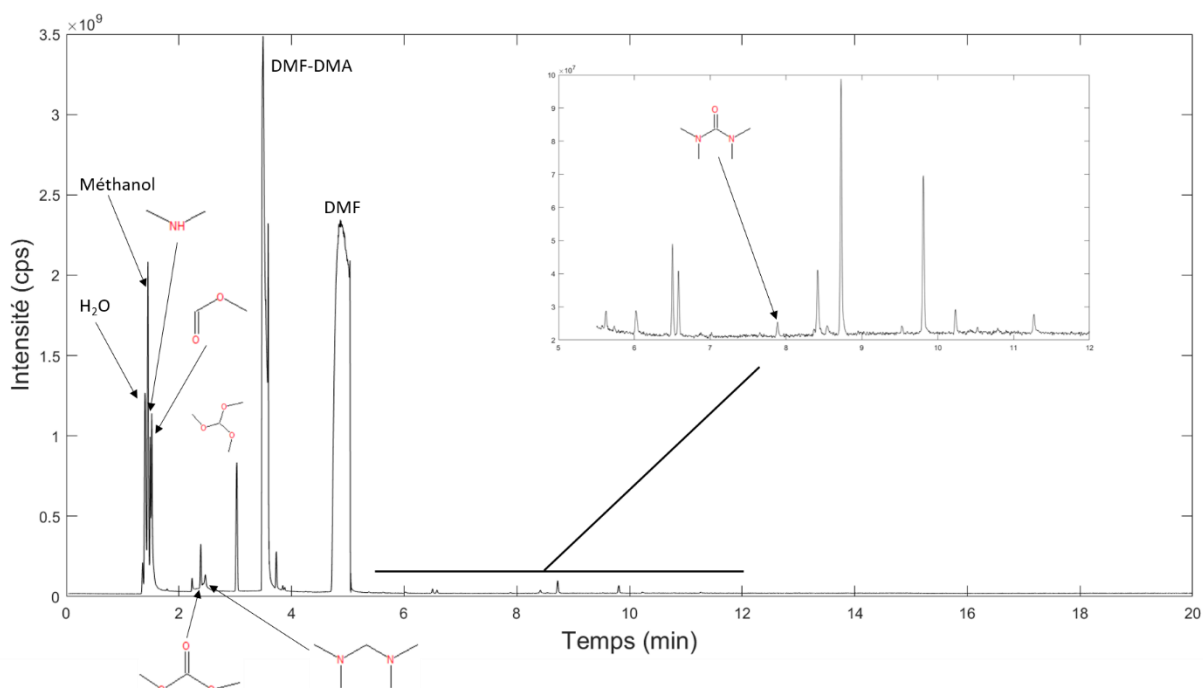 ×10⁹
3.5
3
2.5
2
1.5
1
0.5
0
Intensité (cps)
0 2 4 6 8 10 12 14 16 18 20
Temps (min)
DMF-DMA
Méthanol
DMF
H₂O
NH
O
O
O
O
O
O
N N
×10⁷
10
9
8
7
6
5
4
3
2
5 6 7 8 9 10 11 12
O
N N